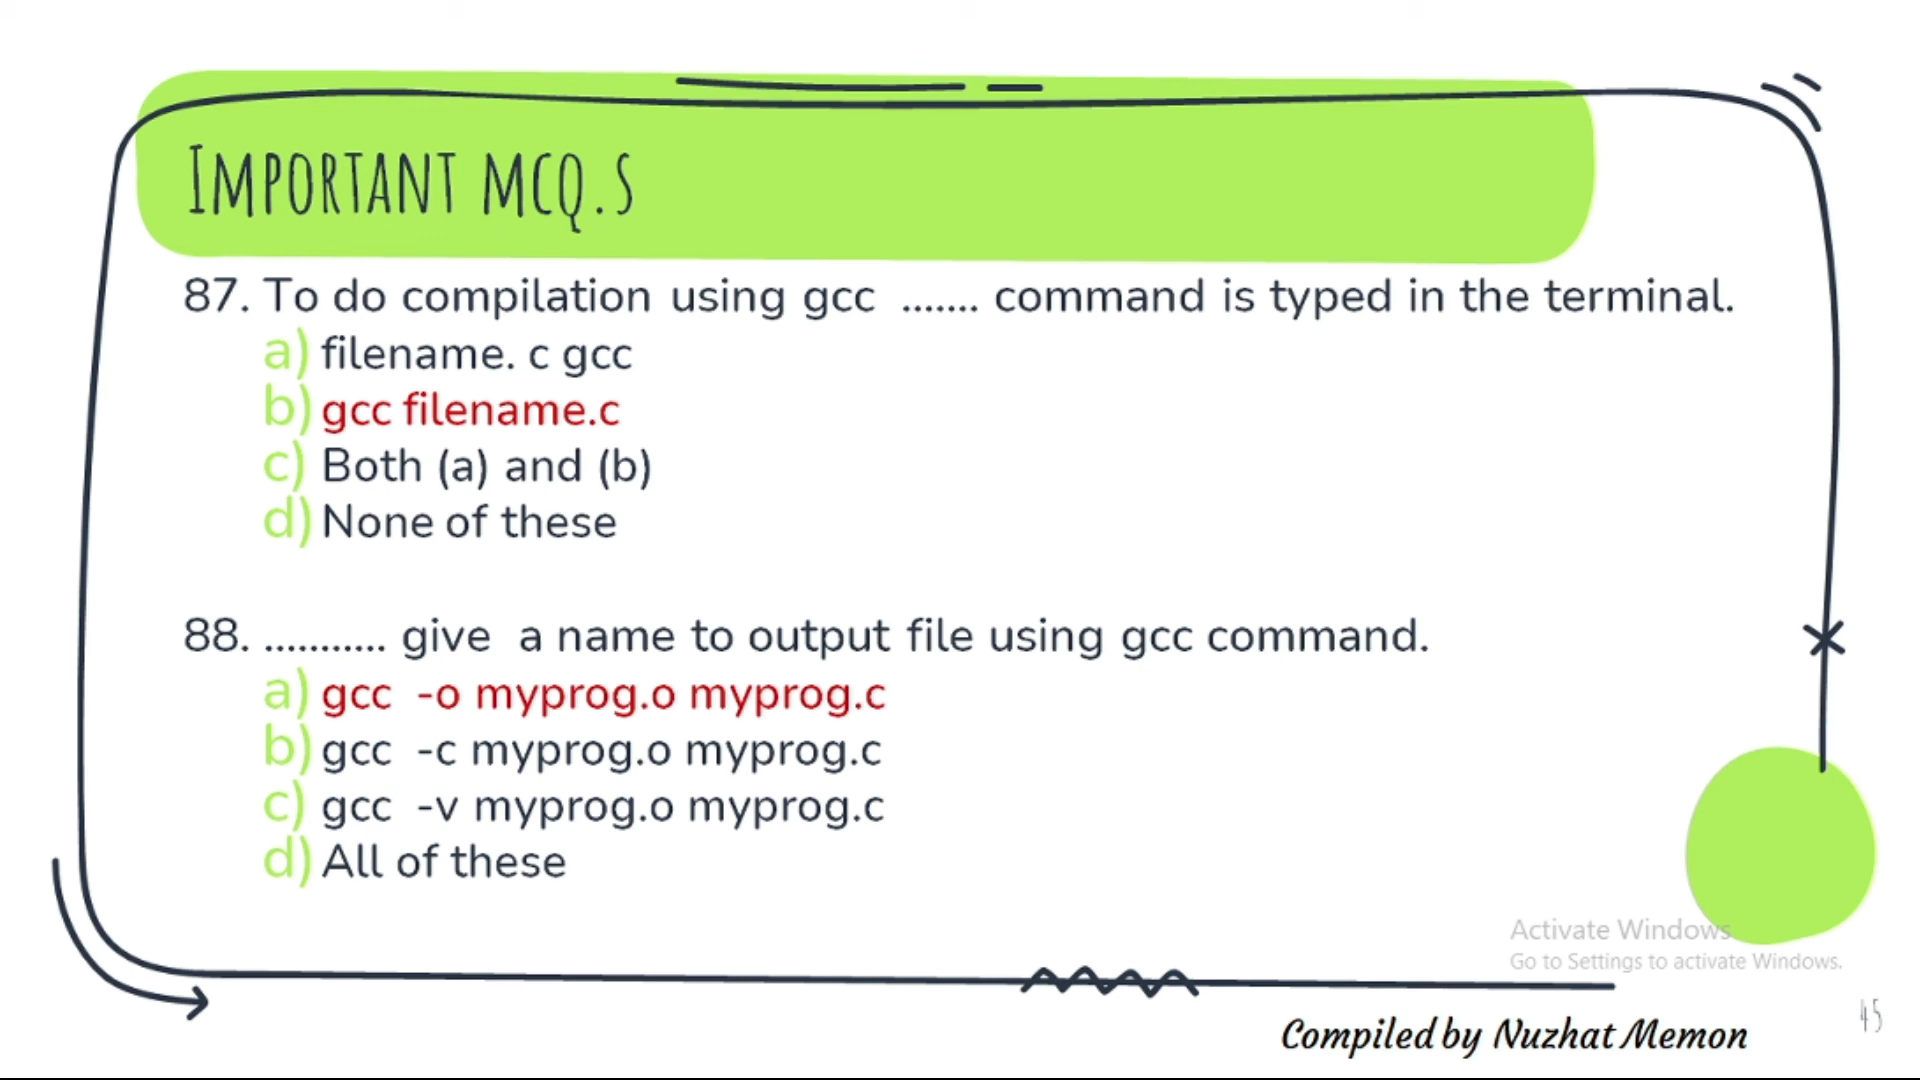 Important mcq.s
87. To do compilation using gcc ....... command is typed in the terminal.
a) filename. c gcc
b) gcc filename.c
c) Both (a) and (b)
d) None of these
88. ........... give a name to output file using gcc command.
a) gcc -o myprog.o myprog.c
b) gcc -c myprog.o myprog.c
c) gcc -v myprog.o myprog.c
d) All of these
Activate Windows
Go to Settings to activate Windows.
45
Compiled by Nuzhat Memon